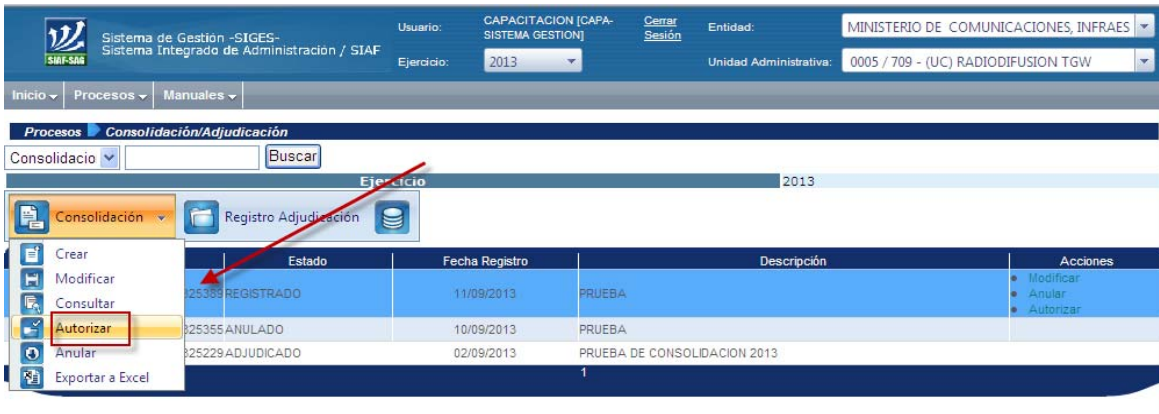 SIAF-SAG
Sistema de Gestión -SIGES-
Sistema Integrado de Administración / SIAF
Usuario:
CAPACITACION [CAPA-
SISTEMA GESTION]
Cerrar
Sesión
Entidad:
MINISTERIO DE COMUNICACIONES, INFRAES
Ejercicio:
2013
Unidad Administrativa:
0005 / 709 - (UC) RADIODIFUSION TGW
Inicio Procesos Manuales
Procesos Consolidación/Adjudicación
Consolidacio Buscar
Ejercicio 2013
Consolidación Registro Adjudicación
Estado Fecha Registro Descripción Acciones
Crear
Modificar
Consultar
Autorizar
Anular
Exportar a Excel
325389 REGISTRADO 11/09/2013 PRUEBA
Modificar
Anular
Autorizar
325355 ANULADO 10/09/2013 PRUEBA
325229 ADJUDICADO 02/09/2013 PRUEBA DE CONSOLIDACION 2013
1